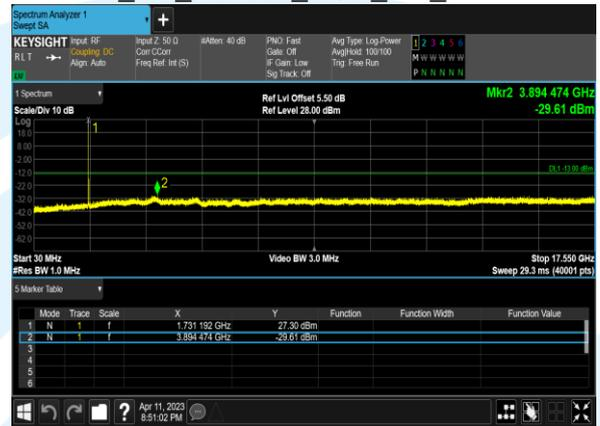 Spectrum Analyzer 1
Swept SA
+
KEYSIGHT Input: RF Input Z: 50 Ω #Atten: 40 dB PNO: Fast Avg Type: Log-Power 1 2 3 4 5 6
RLT Coupling: DC Corr CCorr Gate: Off Avg|Hold: 100/100 M W W W W W
Align: Auto Freq Ref: Int (S) IF Gain: Low Trig: Free Run
Sig Track: Off P N N N N N
1 Spectrum Ref Lvl Offset 5.50 dB Mkr2 3.894 474 GHz
Scale/Div 10 dB Ref Level 28.00 dBm -29.61 dBm
Log
1
18.0
8.00
-2.00
-12.0 DL1 -13.00 dBm
-22.0 2
-32.0
-42.0
-52.0
-62.0
Start 30 MHz Video BW 3.0 MHz Stop 17.550 GHz
#Res BW 1.0 MHz Sweep 29.3 ms (40001 pts)
5 Marker Table
Mode Trace Scale X Y Function Function Width Function Value
1 N 1 f 1.731 192 GHz 27.30 dBm
2 N 1 f 3.894 474 GHz -29.61 dBm
3
4
5
6
? Apr 11, 2023
8:51:02 PM